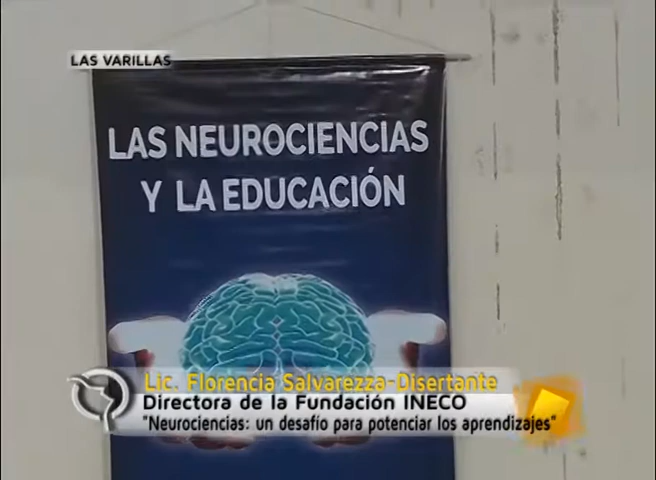 LAS VARILLAS
LAS NEUROCIENCIAS
Y LA EDUCACIÓN
Lic. Florencia Salvarezza-Disertante
Directora de la Fundación INECO
"Neurociencias: un desafío para potenciar los aprendizajes"